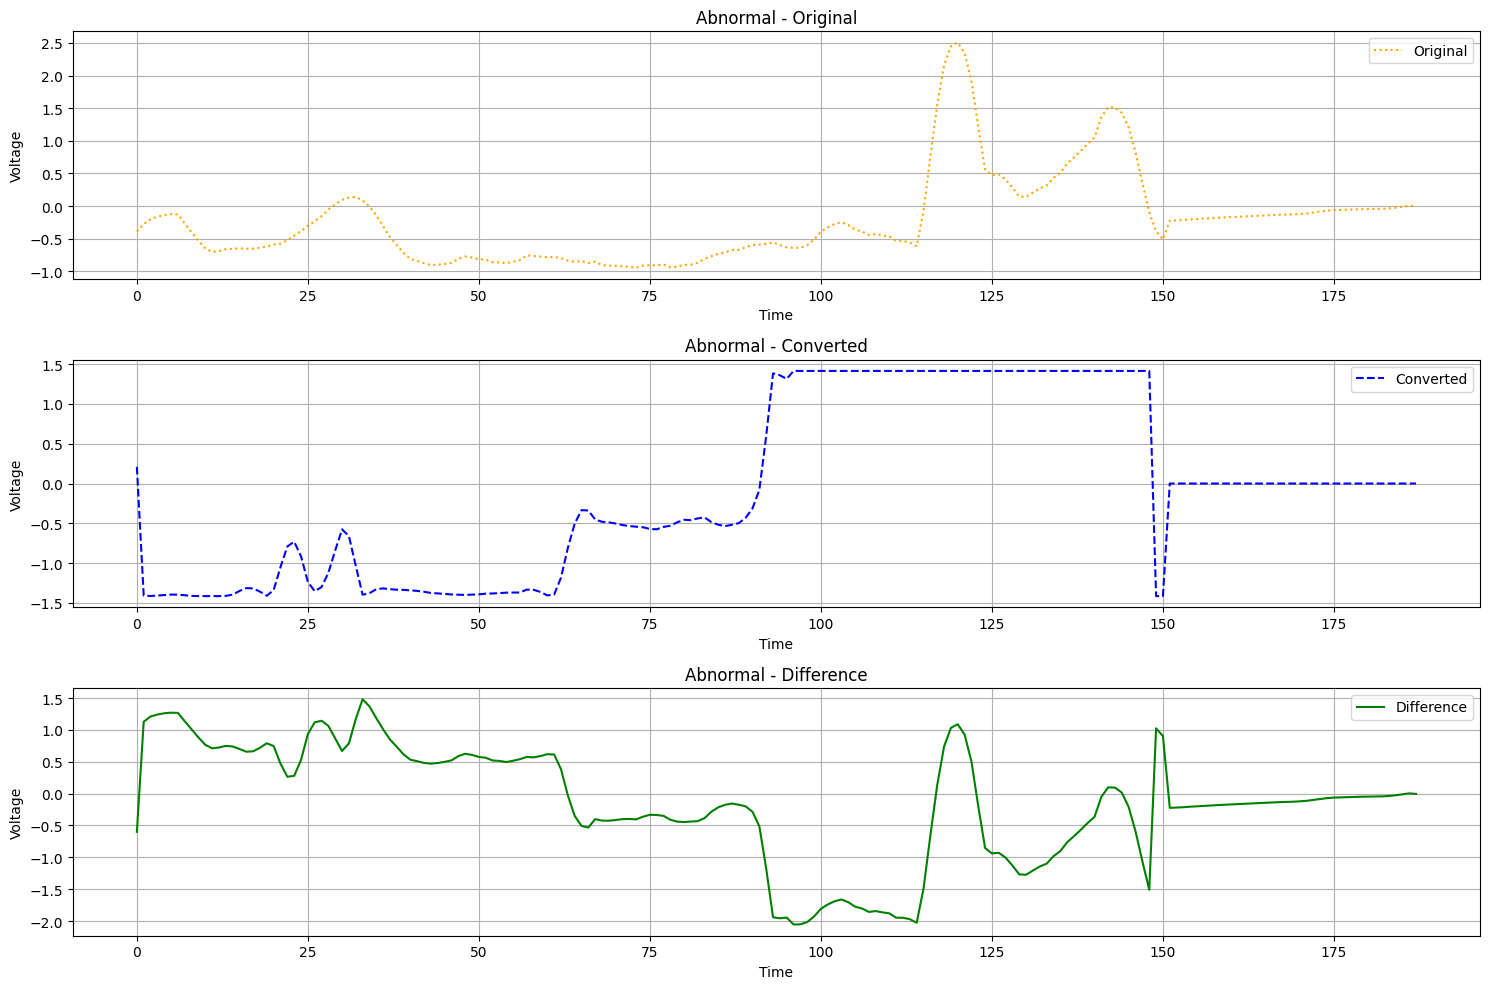 Abnormal - Original
Original
Voltage
2.5
2.0
1.5
1.0
0.5
0.0
−0.5
−1.0
0 25 50 75 100 125 150 175
Time
Abnormal - Converted
Converted
Voltage
1.5
1.0
0.5
0.0
−0.5
−1.0
−1.5
0 25 50 75 100 125 150 175
Time
Abnormal - Difference
Difference
Voltage
1.5
1.0
0.5
0.0
−0.5
−1.0
−1.5
−2.0
0 25 50 75 100 125 150 175
Time